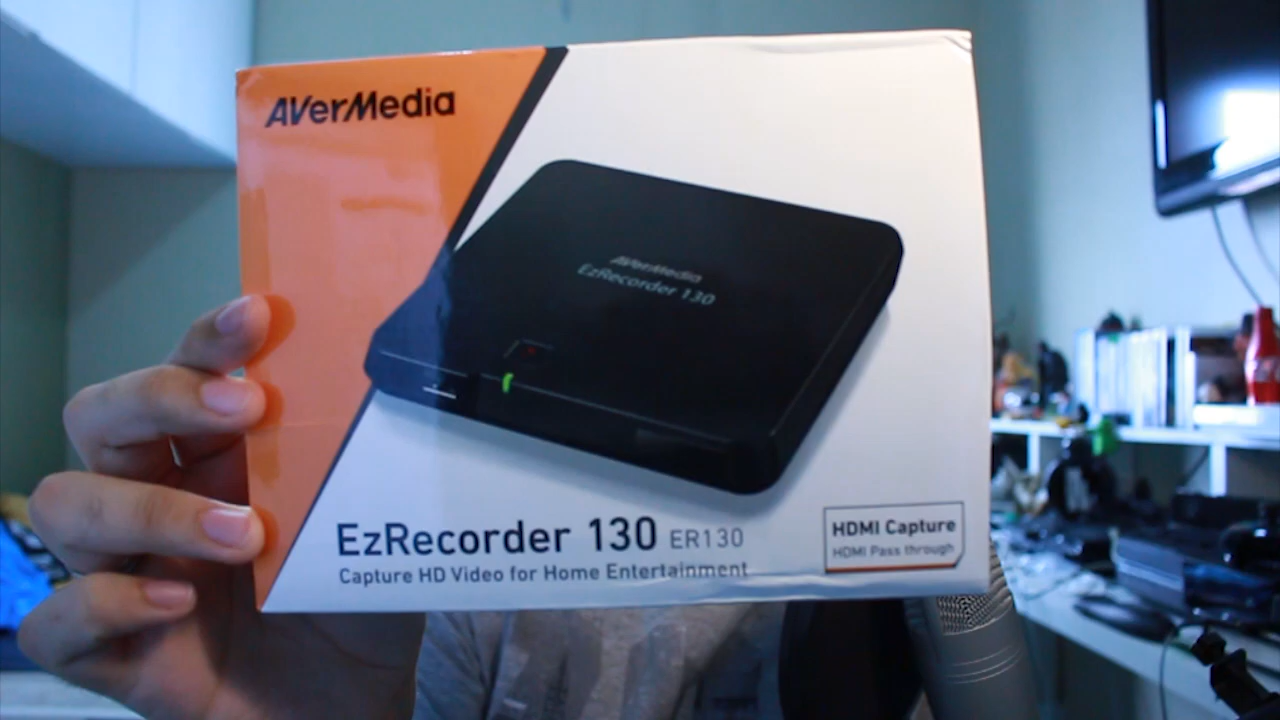 AVerMedia
AVerMedia
EzRecorder 130
EzRecorder 130 ER130
Capture HD Video for Home Entertainment
HDMI Capture
HDMI Pass through